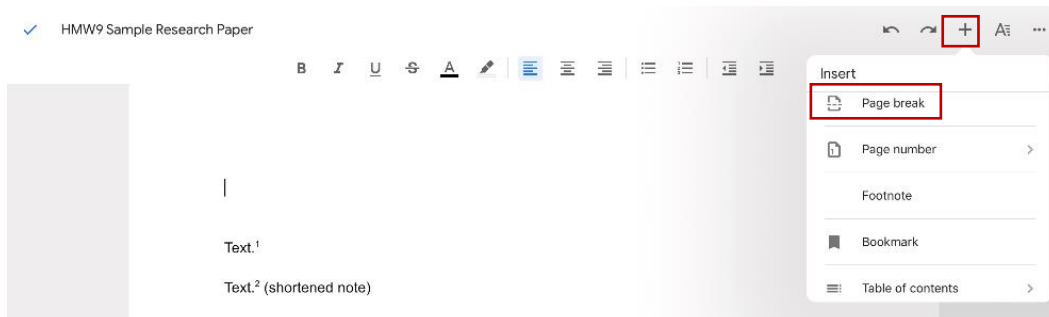 HMW9 Sample Research Paper
B I U S A
Insert
Page break
Page number
Footnote
Text.¹
Bookmark
Text.² (shortened note)
Table of contents